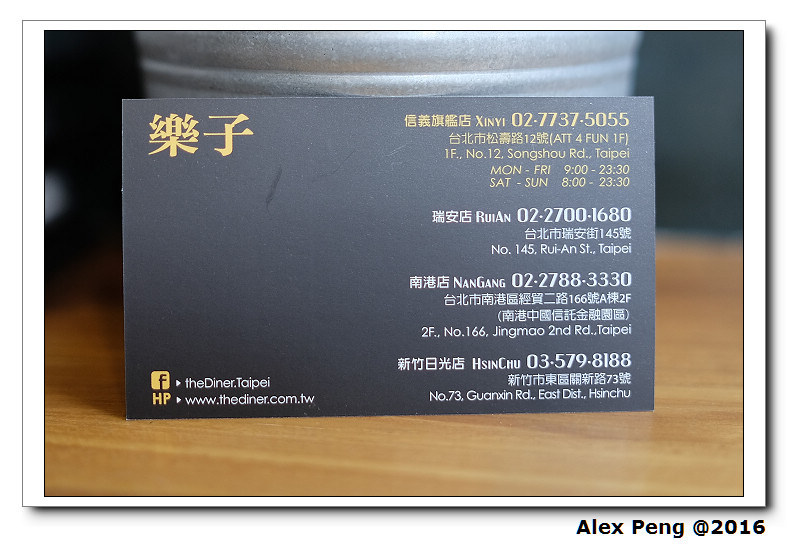 樂子
信義旗艦店 XINYI 02-7737-5055
台北市松壽路12號(ATT 4 FUN 1F)
1F., No.12, Songshou Rd., Taipei
MON - FRI 9:00 - 23:30
SAT - SUN 8:00 - 23:30
瑞安店 RUIAN 02-2700-1680
台北市瑞安街145號
No. 145, Rui-An St., Taipei
南港店 NANGANG 02-2788-3330
台北市南港區經貿二路166號A棟2F
(南港中國信託金融園區)
2F., No.166, Jingmao 2nd Rd.,Taipei
新竹日光店 HSINCHU 03-579-8188
新竹市東區關新路73號
No.73, Guanxin Rd., East Dist., Hsinchu
f theDiner.Taipei
HP www.thediner.com.tw
Alex Peng @2016